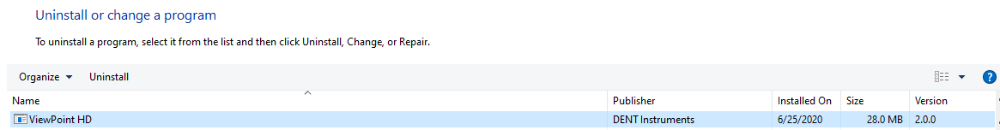 Uninstall or change a program
To uninstall a program, select it from the list and then click Uninstall, Change, or Repair.
Organize Uninstall ?
Name Publisher Installed On Size Version
ViewPoint HD DENT Instruments 6/25/2020 28.0 MB 2.0.0